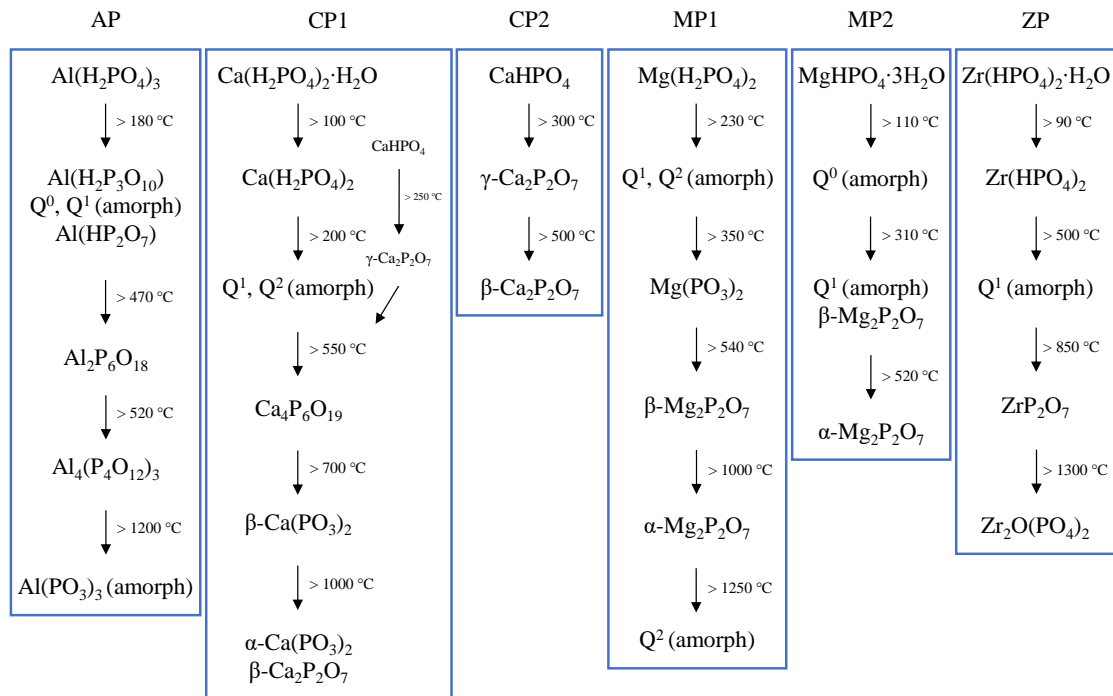 AP
Al(H₂PO₄)₃
> 180 °C
Al(H₂P₃O₁₀)
Q⁰, Q¹ (amorph)
Al(HP₂O₇)
> 470 °C
Al₂P₆O₁₈
> 520 °C
Al₄(P₄O₁₂)₃
> 1200 °C
Al(PO₃)₃ (amorph)
CP1
Ca(H₂PO₄)₂·H₂O
> 100 °C
Ca(H₂PO₄)₂
> 200 °C
Q¹, Q² (amorph)
CaHPO₄
> 250 °C
γ-Ca₂P₂O₇
> 550 °C
Ca₄P₆O₁₉
> 700 °C
β-Ca(PO₃)₂
> 1000 °C
α-Ca(PO₃)₂
β-Ca₂P₂O₇
CP2
CaHPO₄
> 300 °C
γ-Ca₂P₂O₇
> 500 °C
β-Ca₂P₂O₇
MP1
Mg(H₂PO₄)₂
> 230 °C
Q¹, Q² (amorph)
> 350 °C
Mg(PO₃)₂
> 540 °C
β-Mg₂P₂O₇
> 1000 °C
α-Mg₂P₂O₇
> 1250 °C
Q² (amorph)
MP2
MgHPO₄·3H₂O
> 110 °C
Q⁰ (amorph)
> 310 °C
Q¹ (amorph)
β-Mg₂P₂O₇
> 520 °C
α-Mg₂P₂O₇
ZP
Zr(HPO₄)₂·H₂O
> 90 °C
Zr(HPO₄)₂
> 500 °C
Q¹ (amorph)
> 850 °C
ZrP₂O₇
> 1300 °C
Zr₂O(PO₄)₂